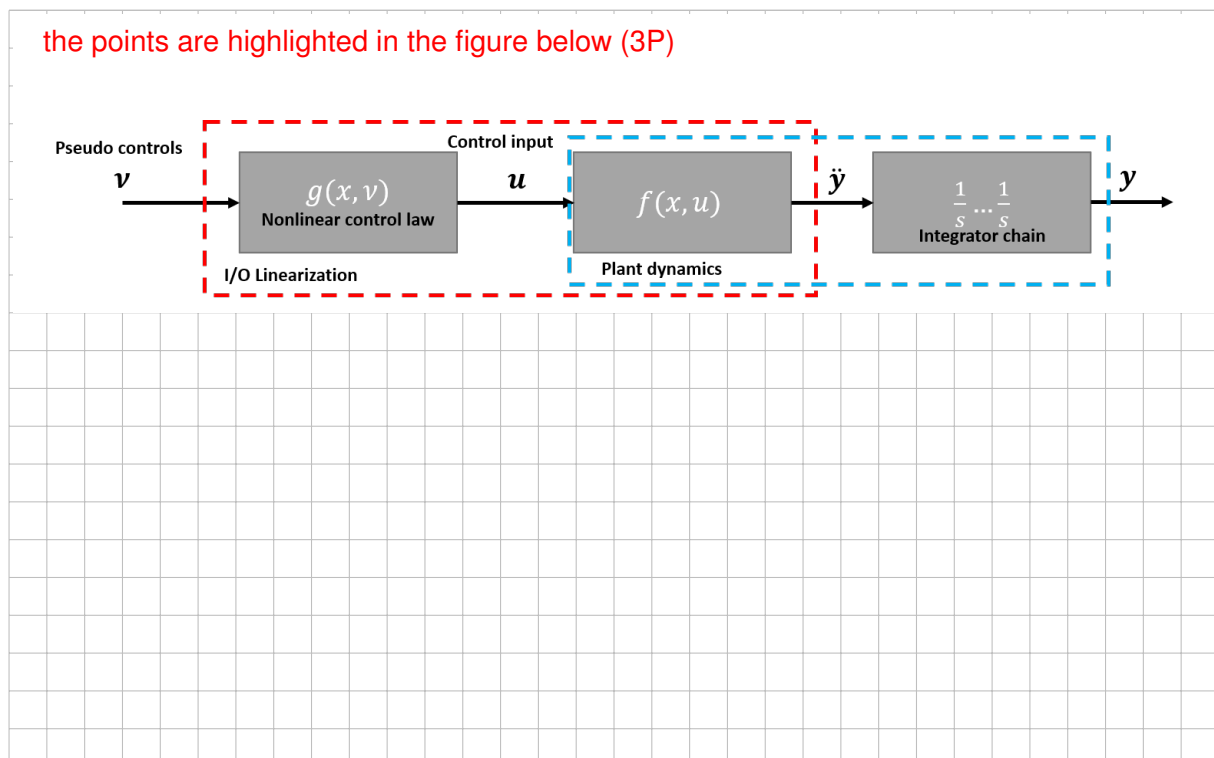 the points are highlighted in the figure below (3P)
Pseudo controls
ν
Control input
u
g(x, ν)
Nonlinear control law
f(x, u)
ÿ
1/s ... 1/s
Integrator chain
y
I/O Linearization
Plant dynamics